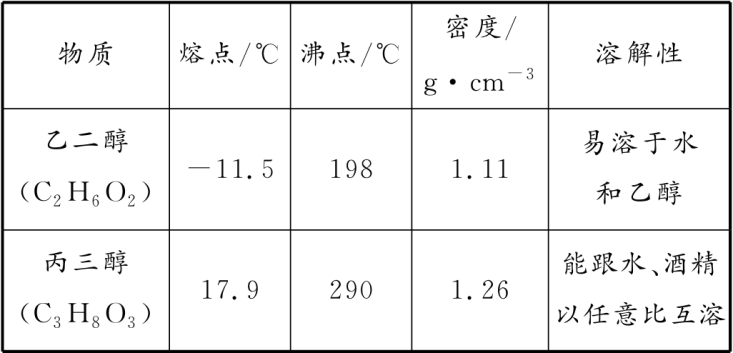 物质 熔点/℃ 沸点/℃ 密度/ 溶解性
g·cm⁻³
乙二醇 易溶于水
-11.5 198 1.11
(C₂H₆O₂) 和乙醇
丙三醇 能跟水、酒精
17.9 290 1.26
(C₃H₈O₃) 以任意比互溶